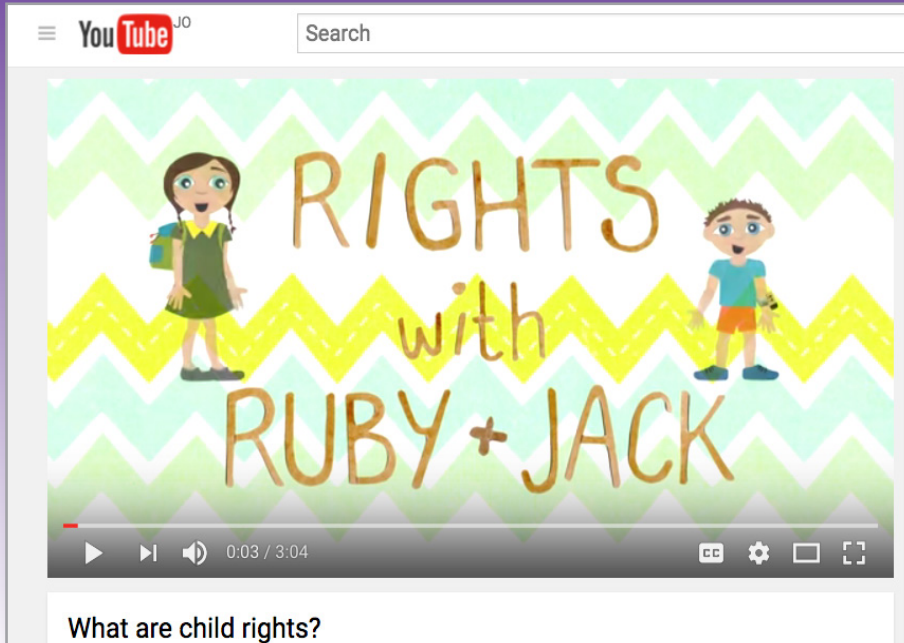 YouTube JO
Search
RIGHTS
with
RUBY + JACK
0:03 / 3:04
CC
What are child rights?